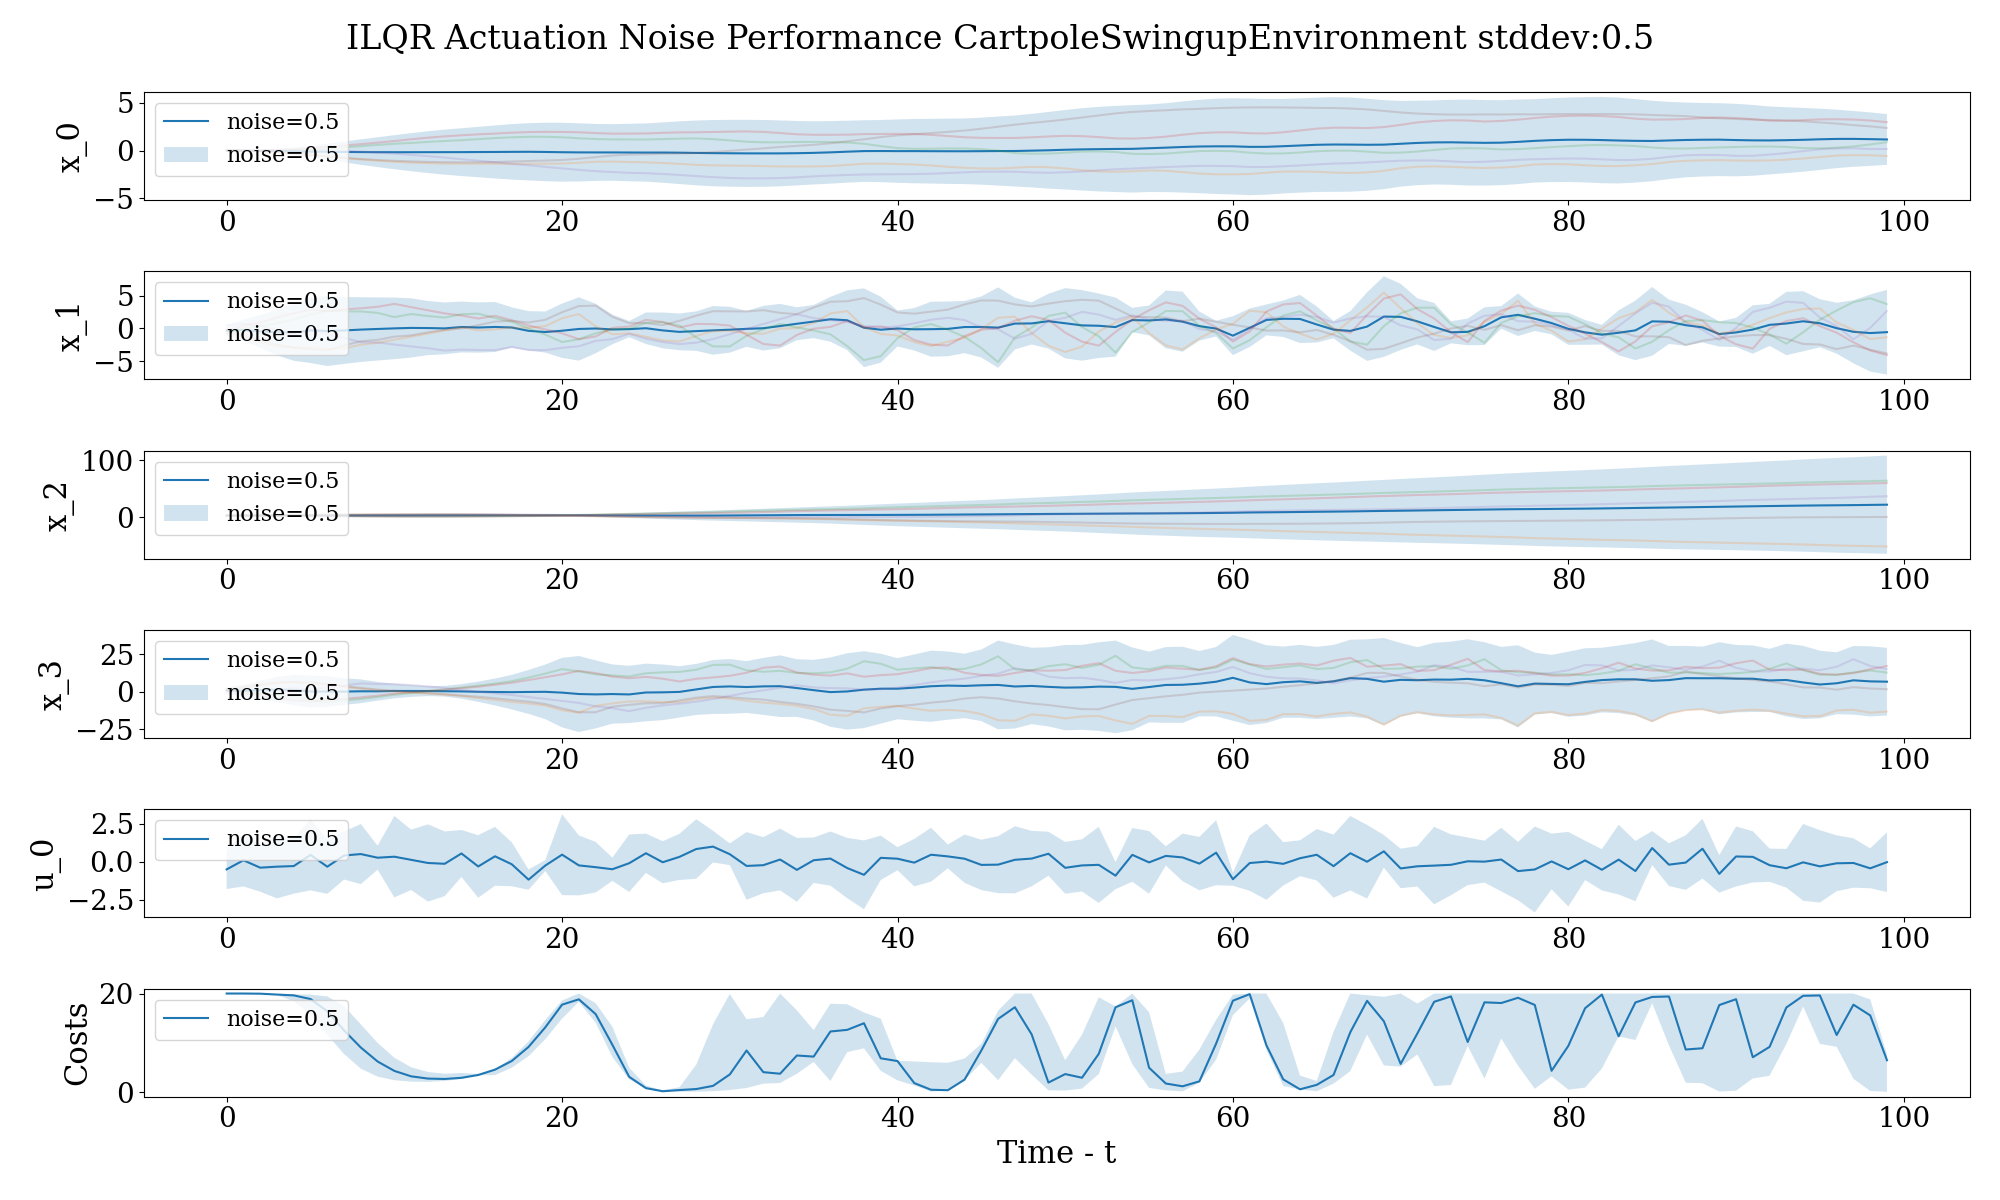 ILQR Actuation Noise Performance CartpoleSwingupEnvironment stddev:0.5
x_0
5
0
−5
noise=0.5
noise=0.5
0 20 40 60 80 100
x_1
5
0
−5
noise=0.5
noise=0.5
0 20 40 60 80 100
x_2
100
0
noise=0.5
noise=0.5
0 20 40 60 80 100
x_3
25
0
−25
noise=0.5
noise=0.5
0 20 40 60 80 100
u_0
2.5
0.0
−2.5
noise=0.5
0 20 40 60 80 100
Costs
20
0
noise=0.5
0 20 40 60 80 100
Time - t